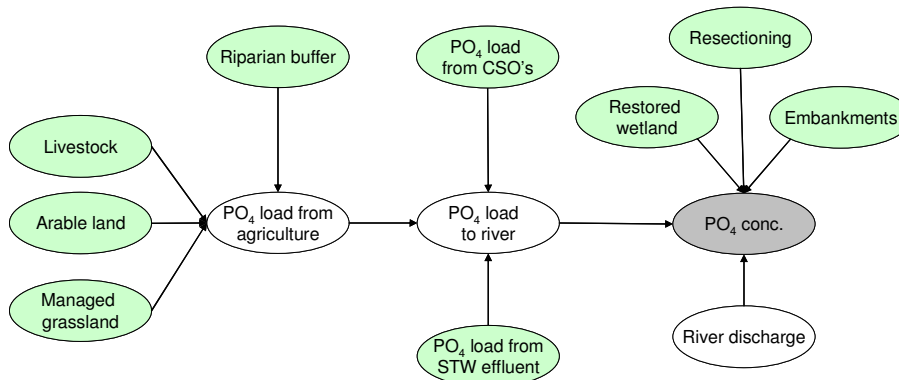 Resectioning
Riparian buffer
PO₄ load
from CSO's
Restored
wetland
Embankments
Livestock
Arable land
PO₄ load from
agriculture
PO₄ load
to river
PO₄ conc.
Managed
grassland
River discharge
PO₄ load from
STW effluent